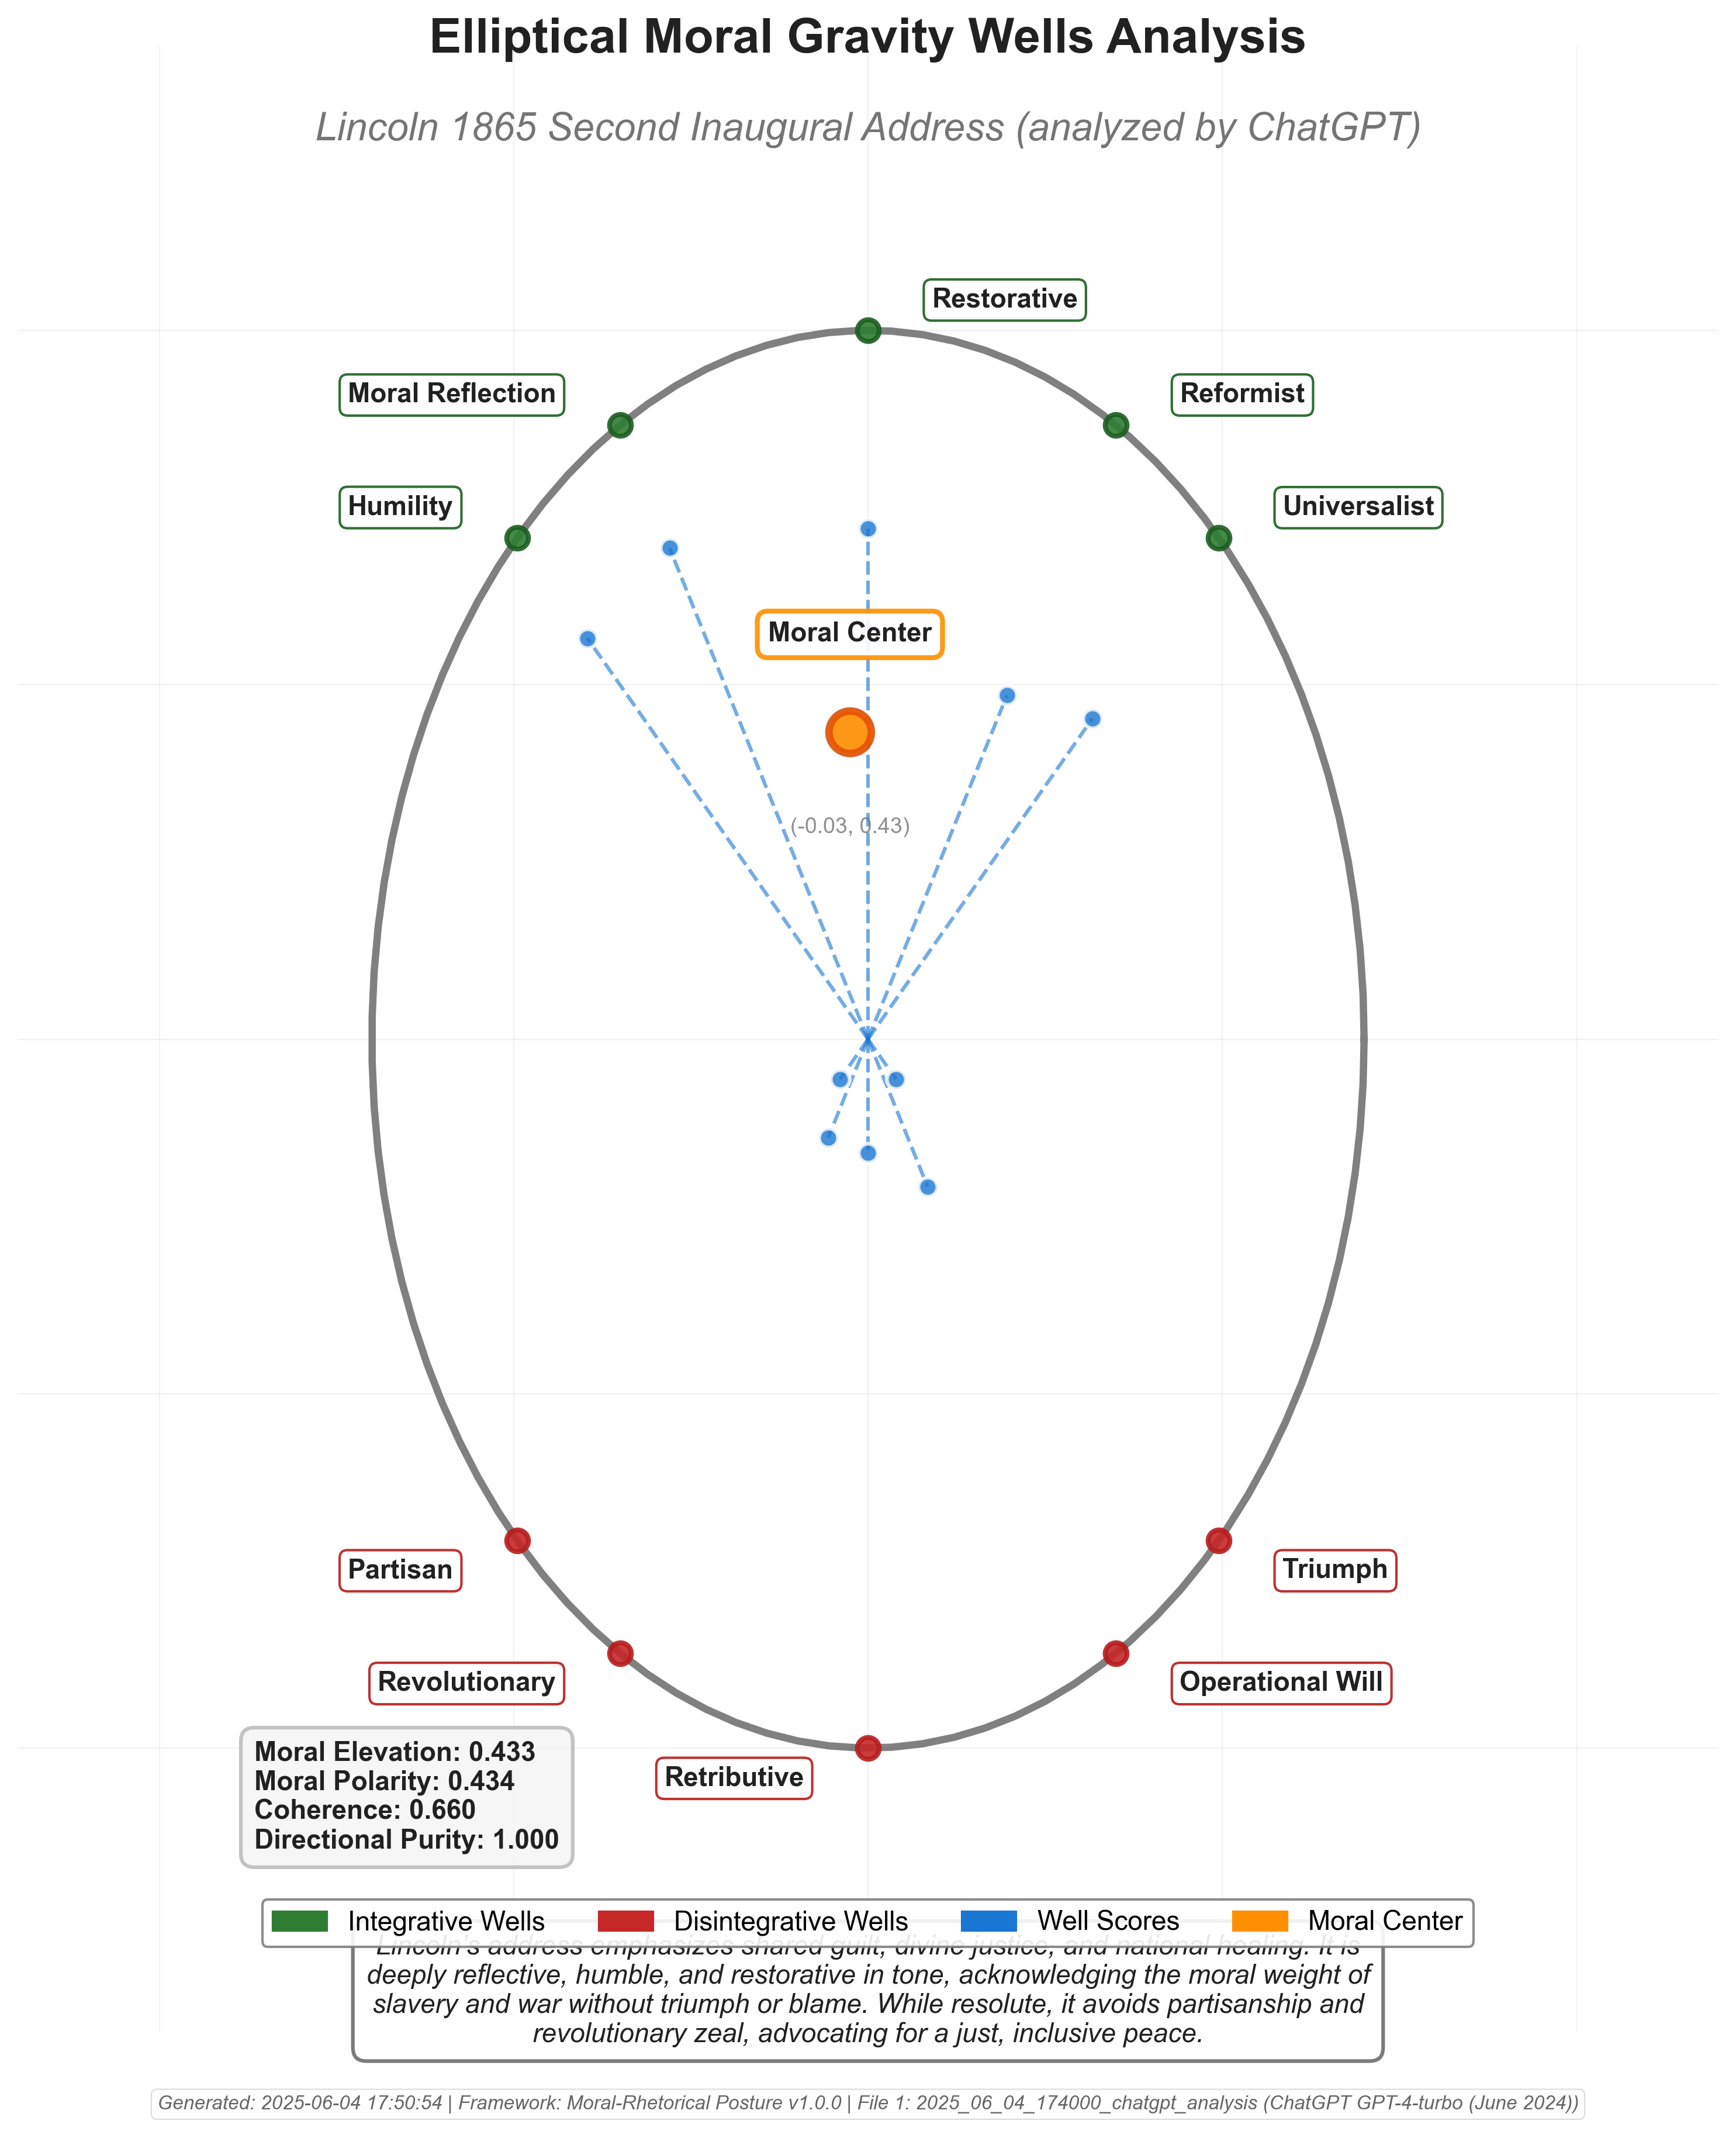 Elliptical Moral Gravity Wells Analysis
Lincoln 1865 Second Inaugural Address (analyzed by ChatGPT)
Restorative
Moral Reflection
Reformist
Humility
Universalist
Moral Center
(-0.03, 0.43)
Partisan
Triumph
Revolutionary
Operational Will
Retributive
Moral Elevation: 0.433
Moral Polarity: 0.434
Coherence: 0.660
Directional Purity: 1.000
Integrative Wells
Disintegrative Wells
Well Scores
Moral Center
Lincoln’s address emphasizes shared guilt, divine justice, and national healing. It is
deeply reflective, humble, and restorative in tone, acknowledging the moral weight of
slavery and war without triumph or blame. While resolute, it avoids partisanship and
revolutionary zeal, advocating for a just, inclusive peace.
Generated: 2025-06-04 17:50:54 | Framework: Moral-Rhetorical Posture v1.0.0 | File 1: 2025_06_04_174000_chatgpt_analysis (ChatGPT GPT-4-turbo (June 2024))